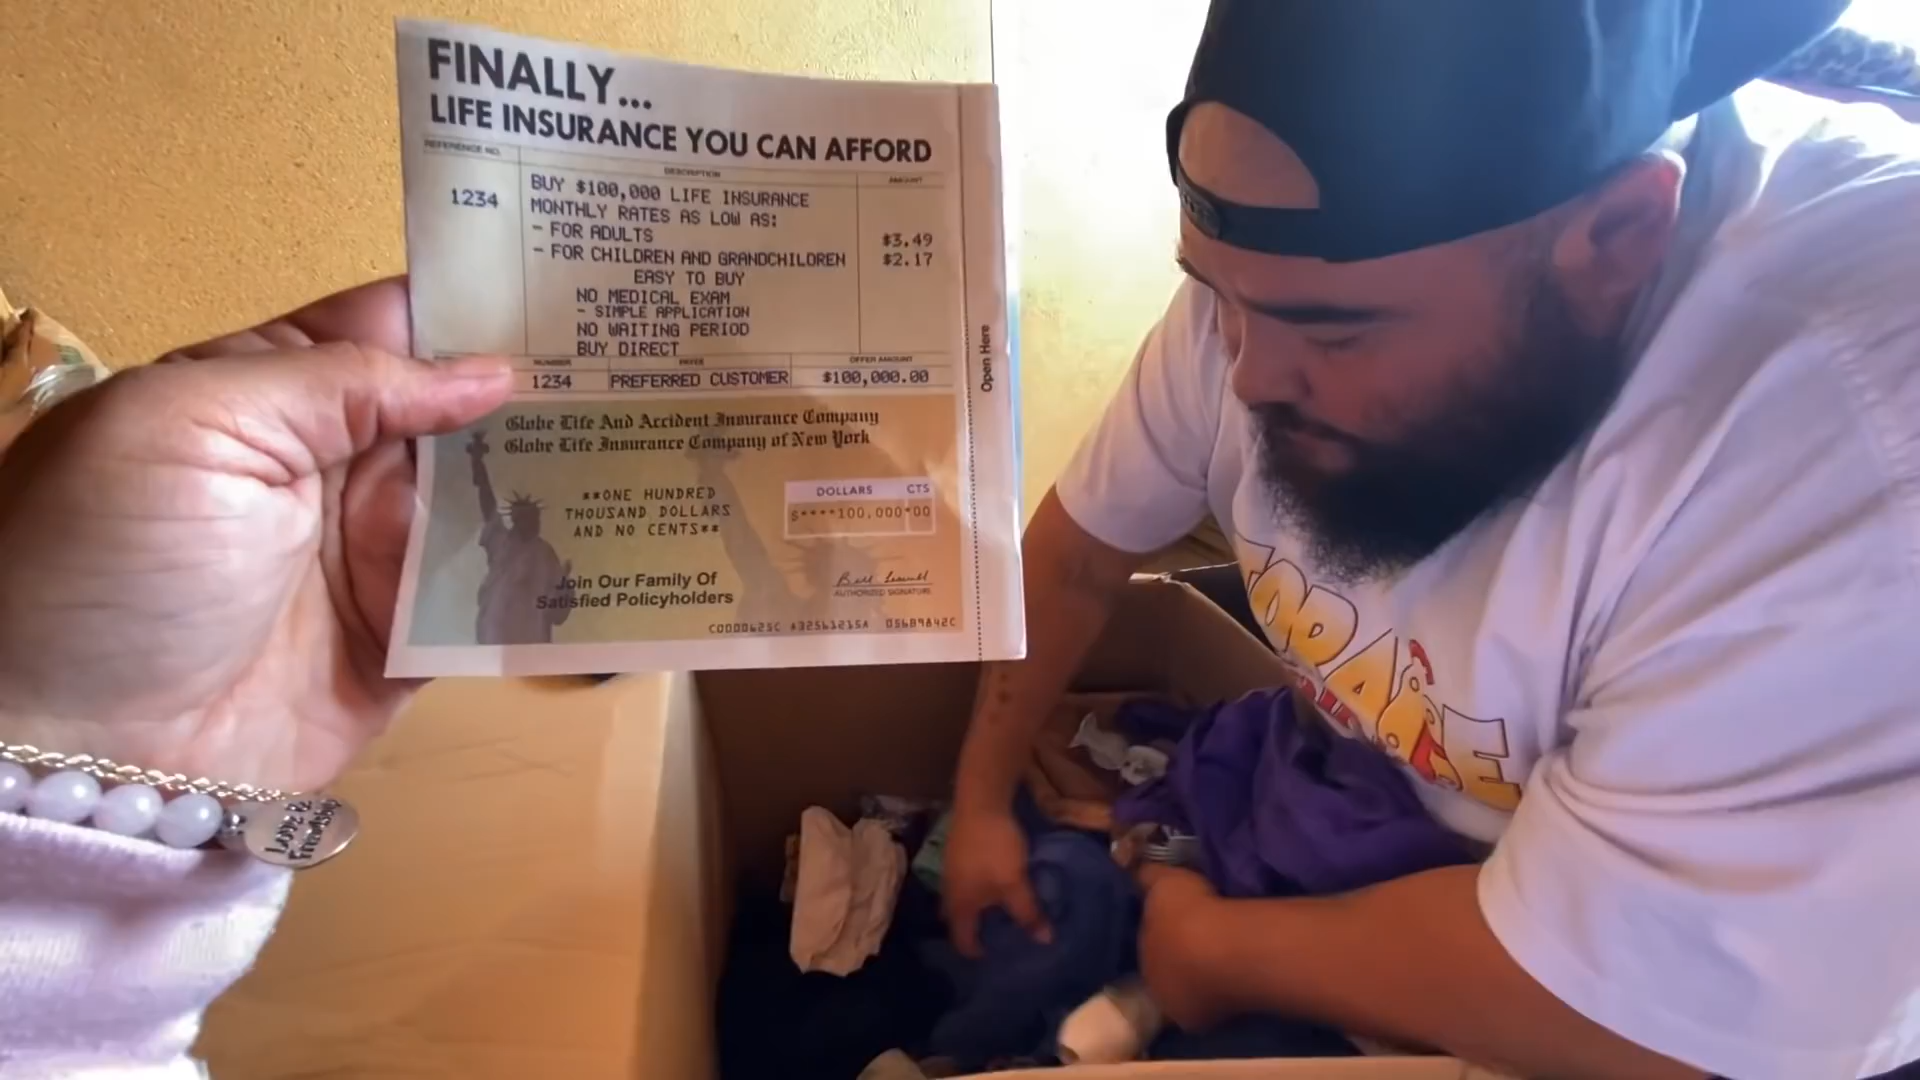 FINALLY...
LIFE INSURANCE YOU CAN AFFORD
REFERENCE NO.
DESCRIPTION
AMOUNT
1234
BUY $100,000 LIFE INSURANCE
MONTHLY RATES AS LOW AS:
- FOR ADULTS $3.49
- FOR CHILDREN AND GRANDCHILDREN $2.17
EASY TO BUY
NO MEDICAL EXAM
- SIMPLE APPLICATION
NO WAITING PERIOD
BUY DIRECT
NUMBER
PAYEE
OFFER AMOUNT
1234 PREFERRED CUSTOMER $100,000.00
Globe Life And Accident Insurance Company
Globe Life Insurance Company of New York
**ONE HUNDRED
THOUSAND DOLLARS
AND NO CENTS**
DOLLARS CTS
$****100,000*00
Join Our Family Of
Satisfied Policyholders
AUTHORIZED SIGNATURE
C0000625C A32561215A 056B9842C
Open Here
Love &
Friendship